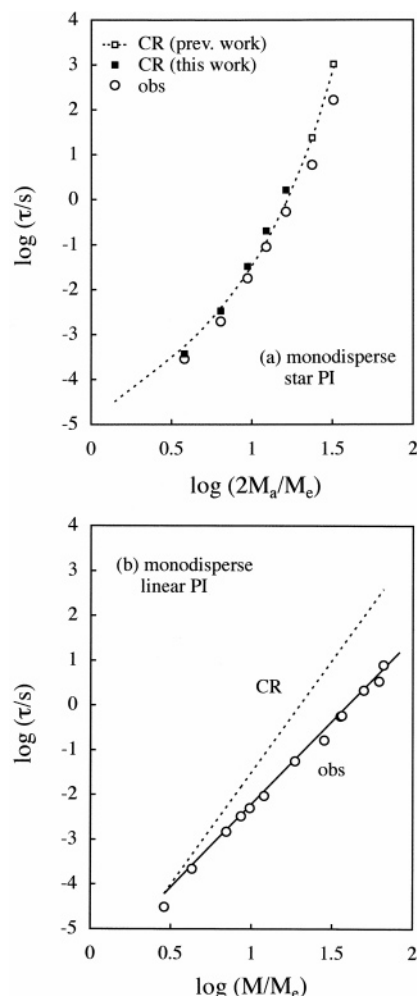 CR (prev. work)
CR (this work)
obs
4
3
2
1
0
-1
-2
-3
-4
-5
log (τ/s)
(a) monodisperse
star PI
0 0.5 1 1.5 2
log (2Mₐ/Mₑ)
(b) monodisperse
linear PI
CR
obs
4
3
2
1
0
-1
-2
-3
-4
-5
log (τ/s)
0 0.5 1 1.5 2
log (M/Mₑ)